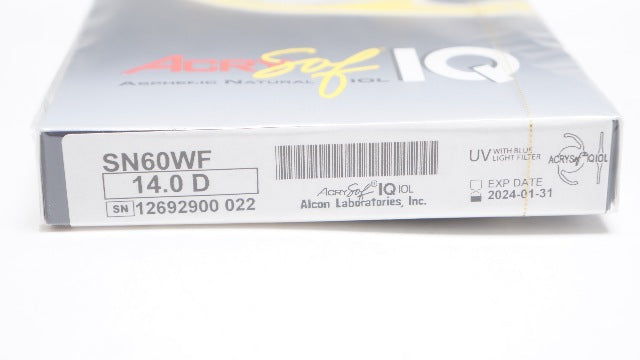 ACRYSof IQ
ASPHERIC NATURAL IOL
SN60WF
14.0 D
SN 12692900 022
ACRYSof® IQ IOL
Alcon Laboratories, Inc.
UV WITH BLUE LIGHT FILTER
EXP DATE
2024-01-31
ACRYSof® IQ IOL